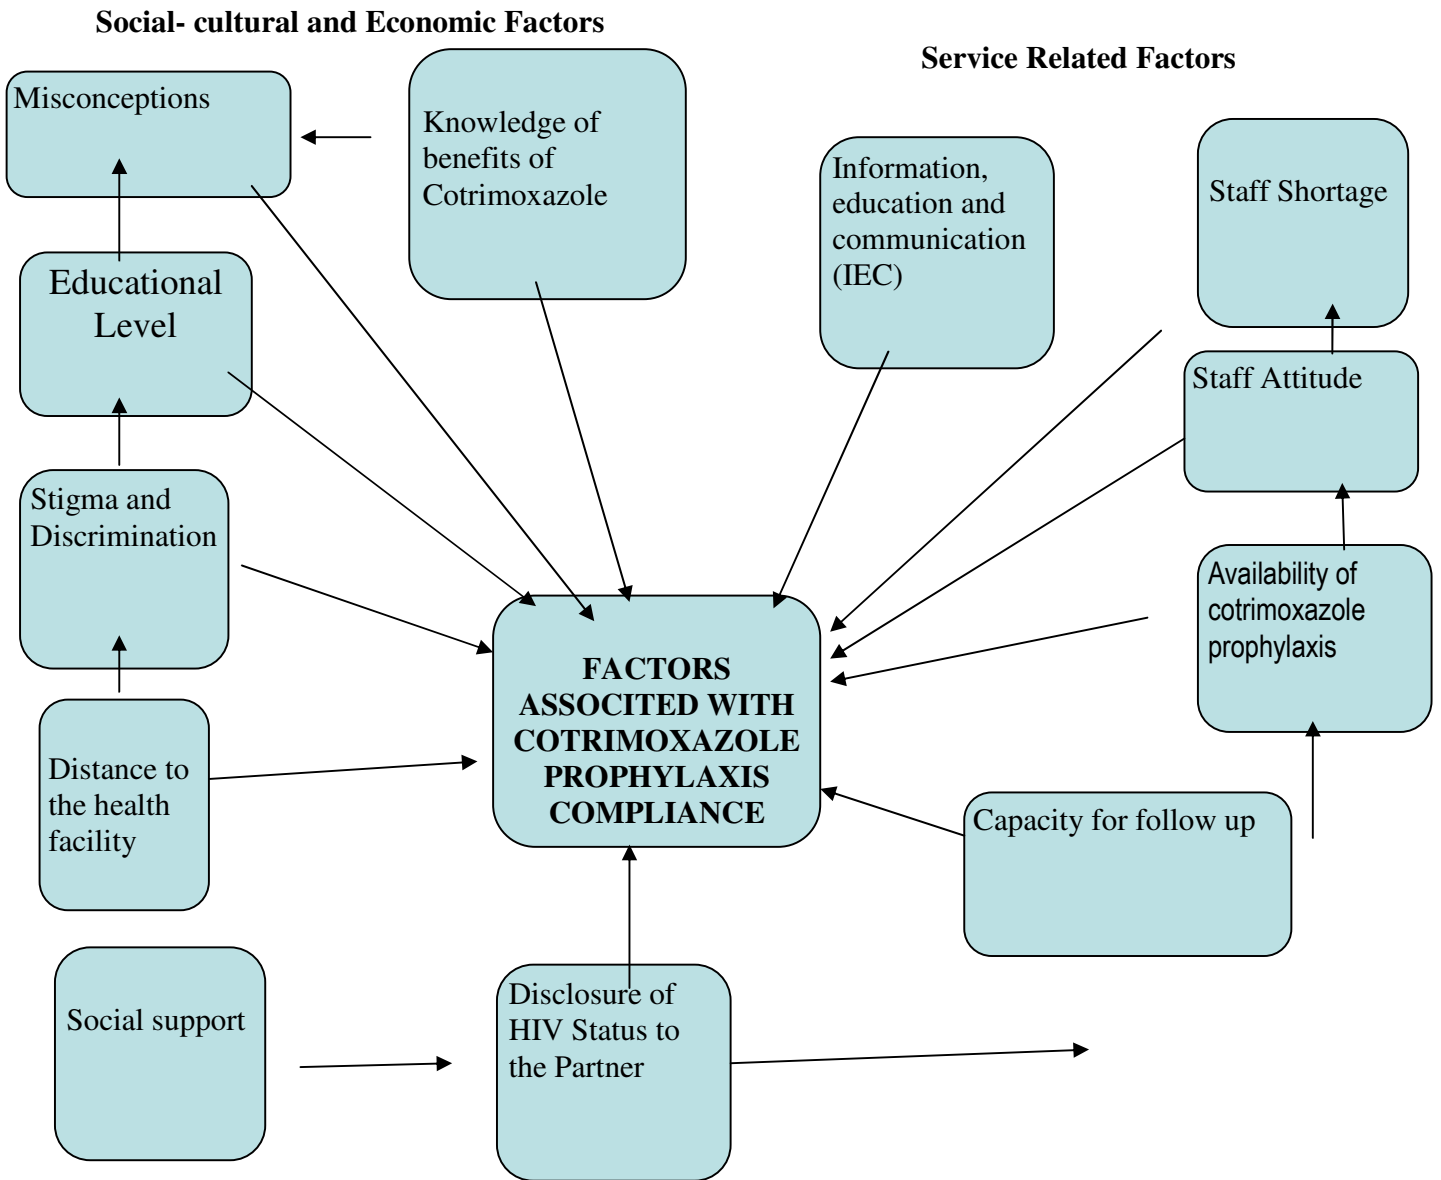 Social- cultural and Economic Factors
Service Related Factors
Misconceptions
Knowledge of
benefits of
Cotrimoxazole
Information,
education and
communication
(IEC)
Staff Shortage
Educational
Level
Staff Attitude
Stigma and
Discrimination
Availability of
cotrimoxazole
prophylaxis
FACTORS
ASSOCITED WITH
COTRIMOXAZOLE
PROPHYLAXIS
COMPLIANCE
Distance to
the health
facility
Capacity for follow up
Social support
Disclosure of
HIV Status to
the Partner